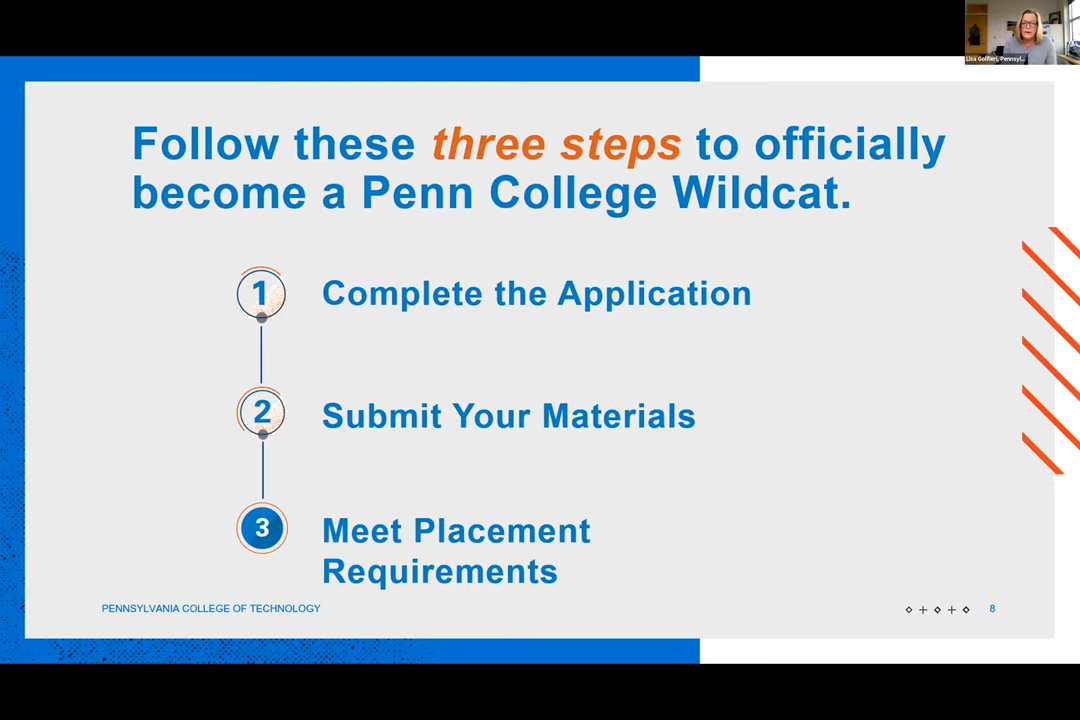 Lisa Golfieri, Pennsyl...
Follow these three steps to officially
become a Penn College Wildcat.
1
Complete the Application
2
Submit Your Materials
3
Meet Placement
Requirements
PENNSYLVANIA COLLEGE OF TECHNOLOGY
8